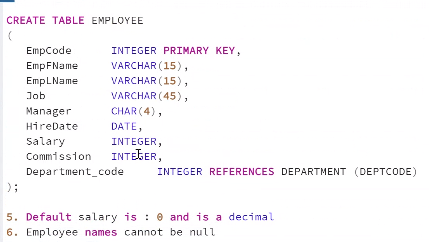 CREATE TABLE EMPLOYEE
(
EmpCode INTEGER PRIMARY KEY,
EmpFName VARCHAR(15),
EmpLName VARCHAR(15),
Job VARCHAR(45),
Manager CHAR(4),
HireDate DATE,
Salary INTEGER,
Commission INTEGER,
Department_code INTEGER REFERENCES DEPARTMENT (DEPTCODE)
);
5. Default salary is : 0 and is a decimal
6. Employee names cannot be null